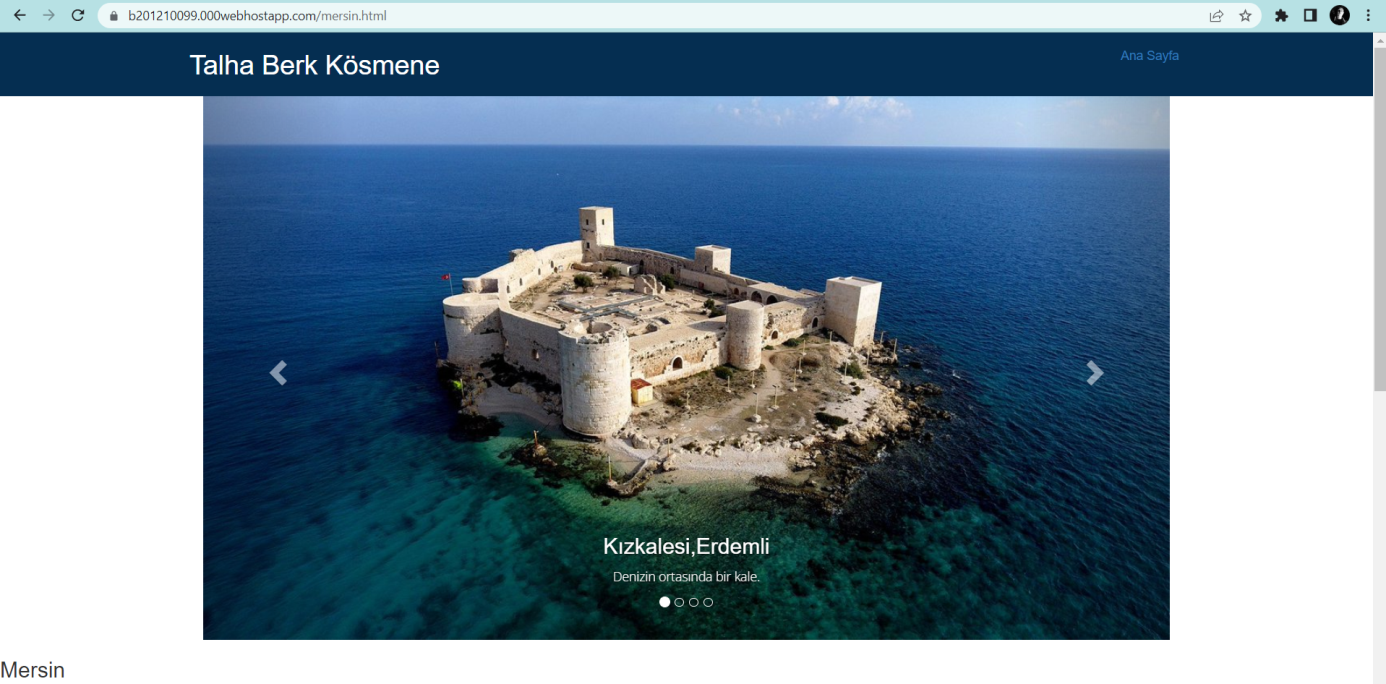 b201210099.000webhostapp.com/mersin.html
Talha Berk Kösmene
Ana Sayfa
Kızkalesi,Erdemli
Denizin ortasında bir kale.
Mersin